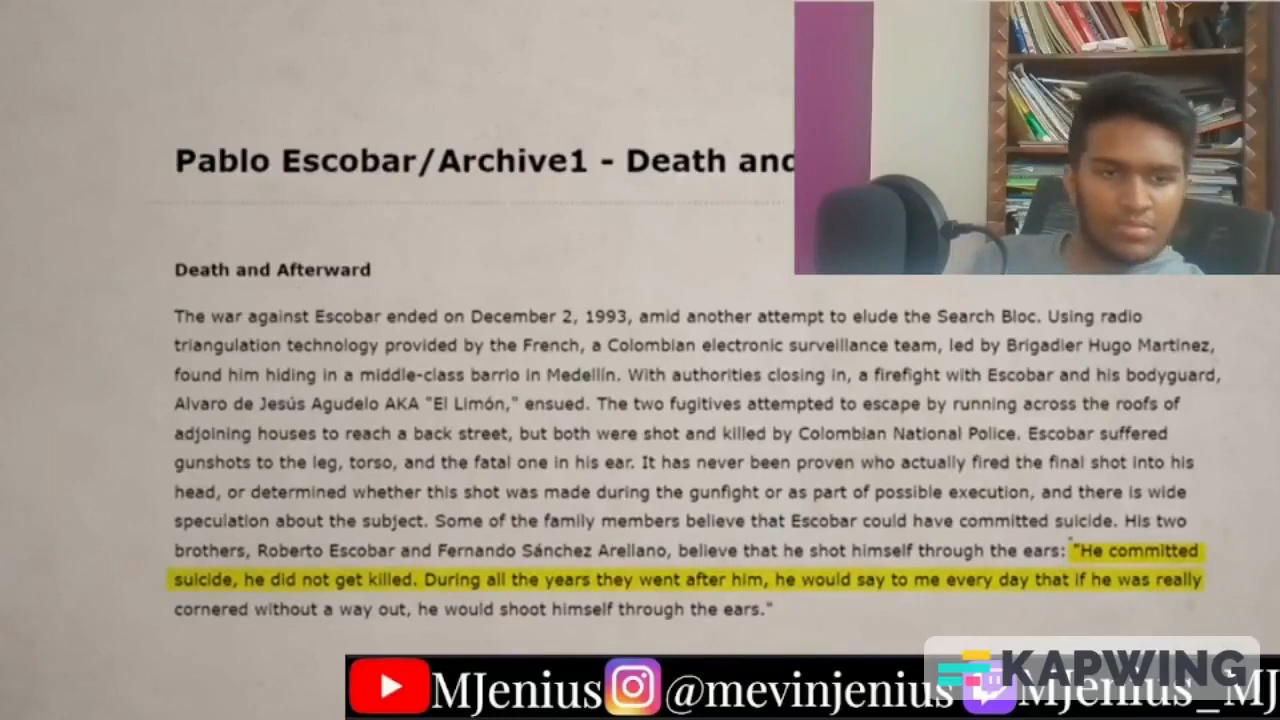 Pablo Escobar/Archive1 - Death and
Death and Afterward
The war against Escobar ended on December 2, 1993, amid another attempt to elude the Search Bloc. Using radio
triangulation technology provided by the French, a Colombian electronic surveillance team, led by Brigadier Hugo Martinez,
found him hiding in a middle-class barrio in Medellín. With authorities closing in, a firefight with Escobar and his bodyguard,
Alvaro de Jesús Agudelo AKA "El Limón," ensued. The two fugitives attempted to escape by running across the roofs of
adjoining houses to reach a back street, but both were shot and killed by Colombian National Police. Escobar suffered
gunshots to the leg, torso, and the fatal one in his ear. It has never been proven who actually fired the final shot into his
head, or determined whether this shot was made during the gunfight or as part of possible execution, and there is wide
speculation about the subject. Some of the family members believe that Escobar could have committed suicide. His two
brothers, Roberto Escobar and Fernando Sánchez Arellano, believe that he shot himself through the ears: "He committed
suicide, he did not get killed. During all the years they went after him, he would say to me every day that if he was really
cornered without a way out, he would shoot himself through the ears."
KAPWING
MJenius @mevinjenius MJenius_MJ